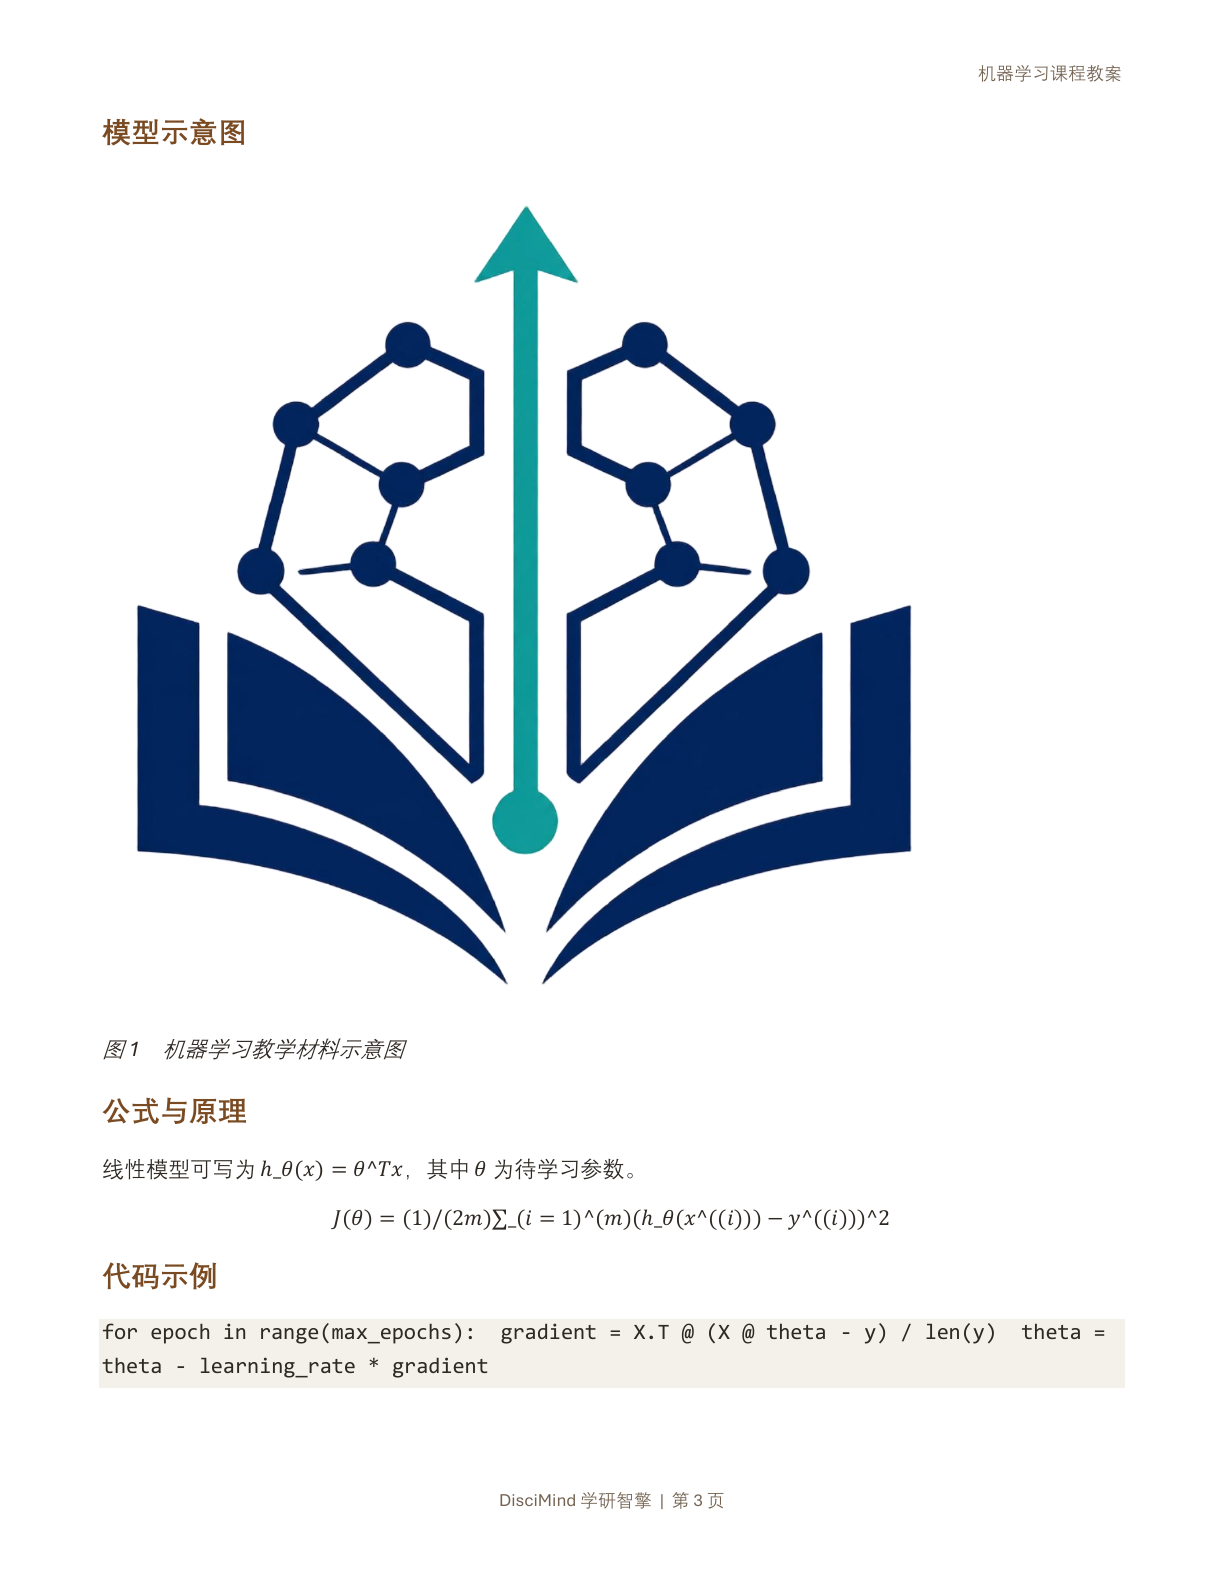 机器学习课程教案
模型示意图
图 1　机器学习教学材料示意图
公式与原理
线性模型可写为 h_θ(x) = θ^Tx，其中 θ 为待学习参数。
J(θ) = (1)/(2m)∑_(i = 1)^(m)(h_θ(x^((i))) − y^((i)))^2
代码示例
for epoch in range(max_epochs):  gradient = X.T @ (X @ theta - y) / len(y)  theta =
theta - learning_rate * gradient
DisciMind 学研智擎 | 第 3 页